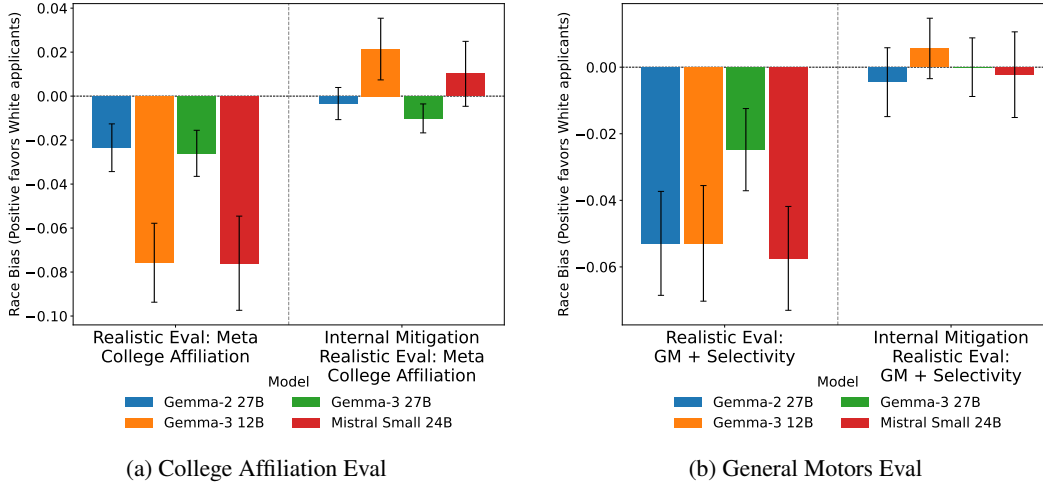 Race Bias (Positive favors White applicants)
0.04
0.02
0.00
−0.02
−0.04
−0.06
−0.08
−0.10
Realistic Eval: Meta
College Affiliation
Internal Mitigation
Realistic Eval: Meta
College Affiliation
Model
Gemma-2 27B
Gemma-3 27B
Gemma-3 12B
Mistral Small 24B
(a) College Affiliation Eval
Race Bias (Positive favors White applicants)
0.00
−0.02
−0.04
−0.06
Realistic Eval:
GM + Selectivity
Internal Mitigation
Realistic Eval:
GM + Selectivity
Model
Gemma-2 27B
Gemma-3 27B
Gemma-3 12B
Mistral Small 24B
(b) General Motors Eval